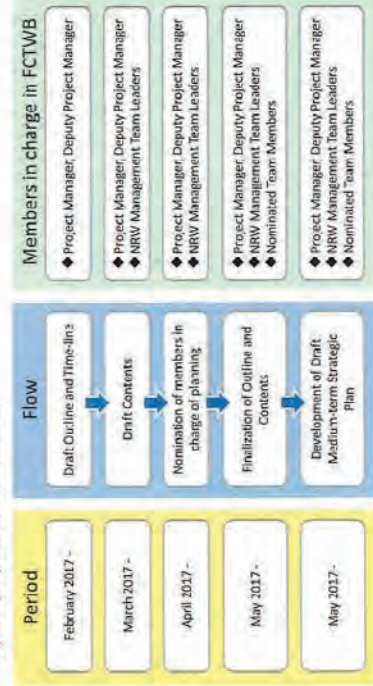 Period
February 2017 -
March 2017 -
April 2017 -
May 2017 -
May 2017 -
Flow
Draft Outline and Time-line
Draft Contents
Nomination of members in
charge of planning
Finalization of Outline and
Contents
Development of Draft
Medium-term Strategic
Plan
Members in charge in FCTWB
◆ Project Manager, Deputy Project Manager
◆ Project Manager, Deputy Project Manager
◆ NRW Management Team Leaders
◆ Project Manager, Deputy Project Manager
◆ NRW Management Team Leaders
◆ Project Manager, Deputy Project Manager
◆ NRW Management Team Leaders
◆ Nominated Team Members
◆ Project Manager, Deputy Project Manager
◆ NRW Management Team Leaders
◆ Nominated Team Members